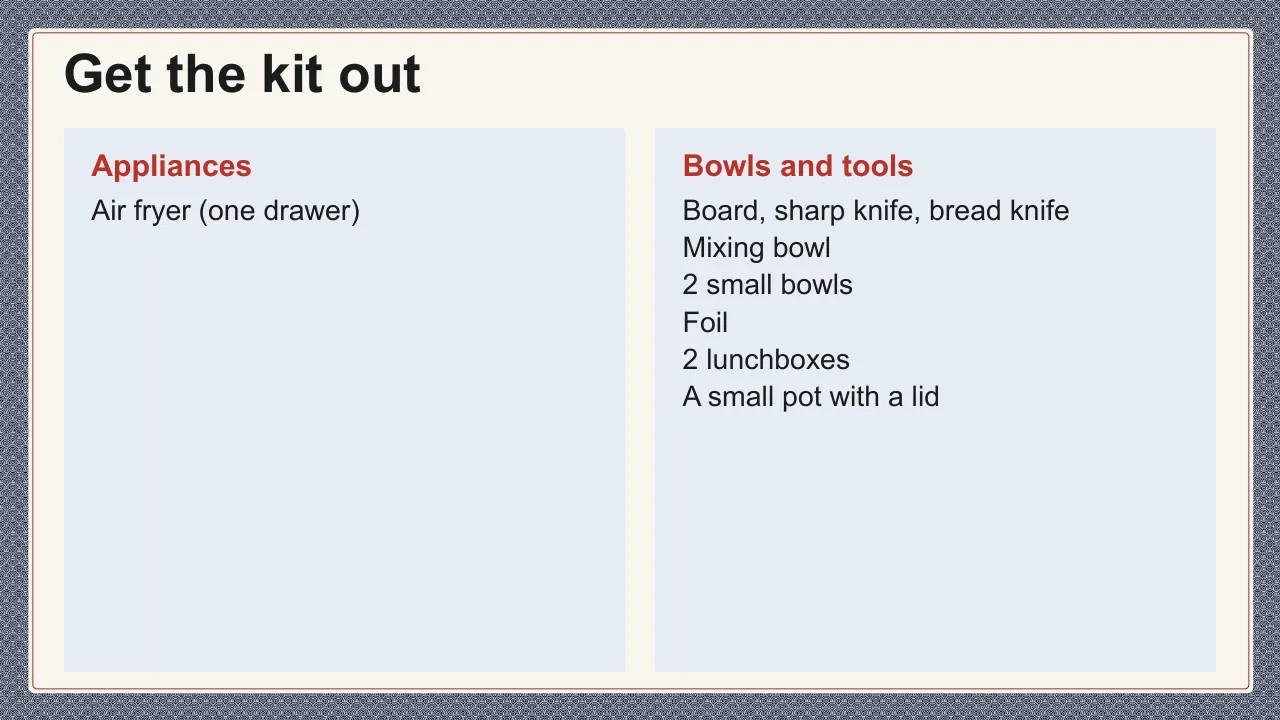 Get the kit out
Appliances
Air fryer (one drawer)
Bowls and tools
Board, sharp knife, bread knife
Mixing bowl
2 small bowls
Foil
2 lunchboxes
A small pot with a lid